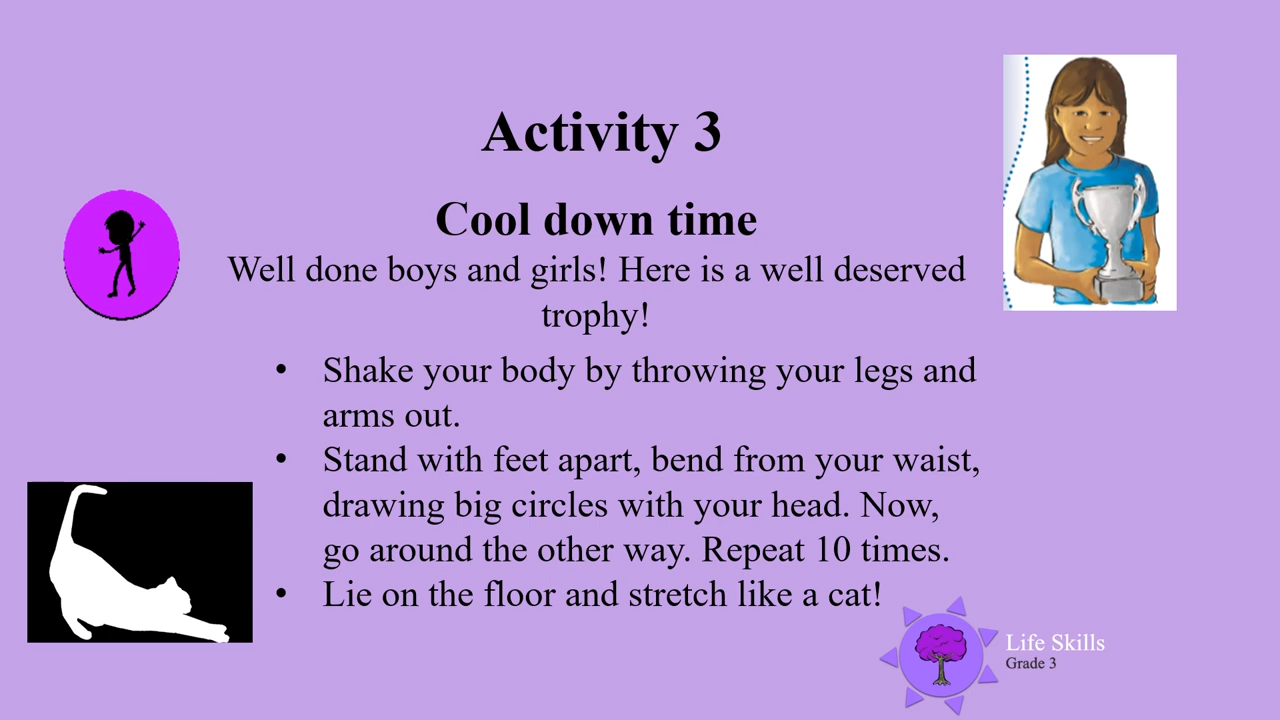 Activity 3
Cool down time
Well done boys and girls! Here is a well deserved
trophy!
• Shake your body by throwing your legs and
arms out.
• Stand with feet apart, bend from your waist,
drawing big circles with your head. Now,
go around the other way. Repeat 10 times.
• Lie on the floor and stretch like a cat!
Life Skills
Grade 3